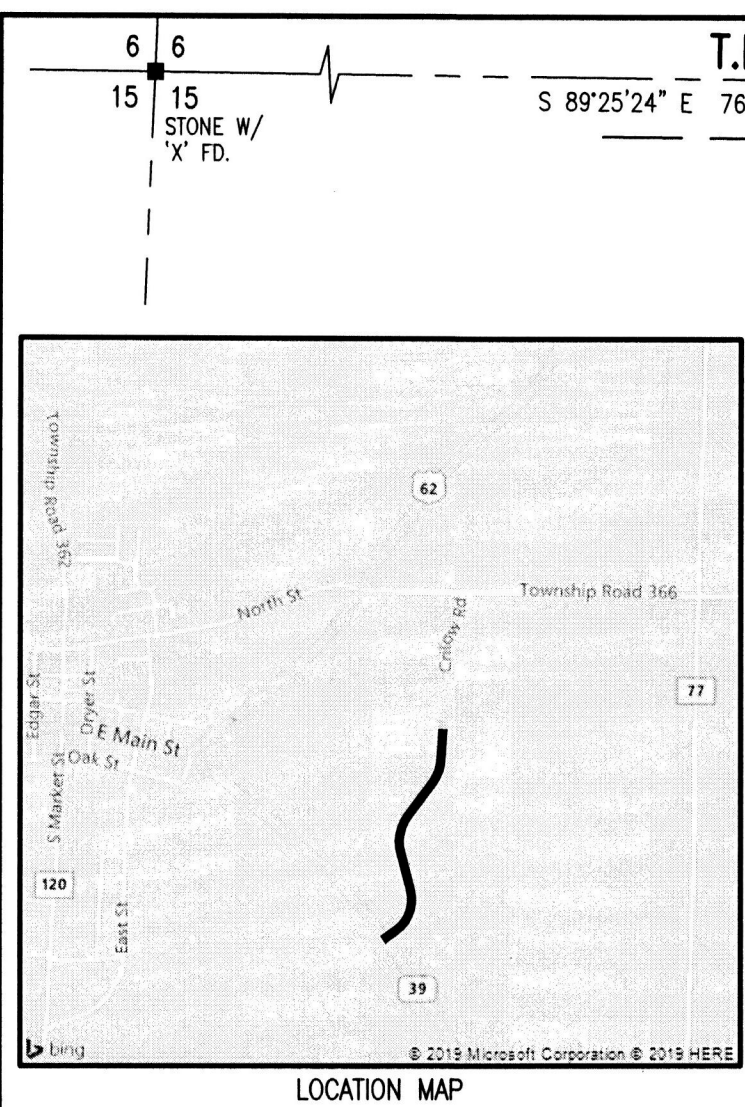 6 6
T.
15 15
S 89°25'24" E 76
STONE W/
'X' FD.
Township Road 362
62
North St
Township Road 366
Crilow Rd
77
Edgar St
Dryer St
E Main St
Oak St
S Market St
120
East St
39
bing
© 2019 Microsoft Corporation © 2019 HERE
LOCATION MAP